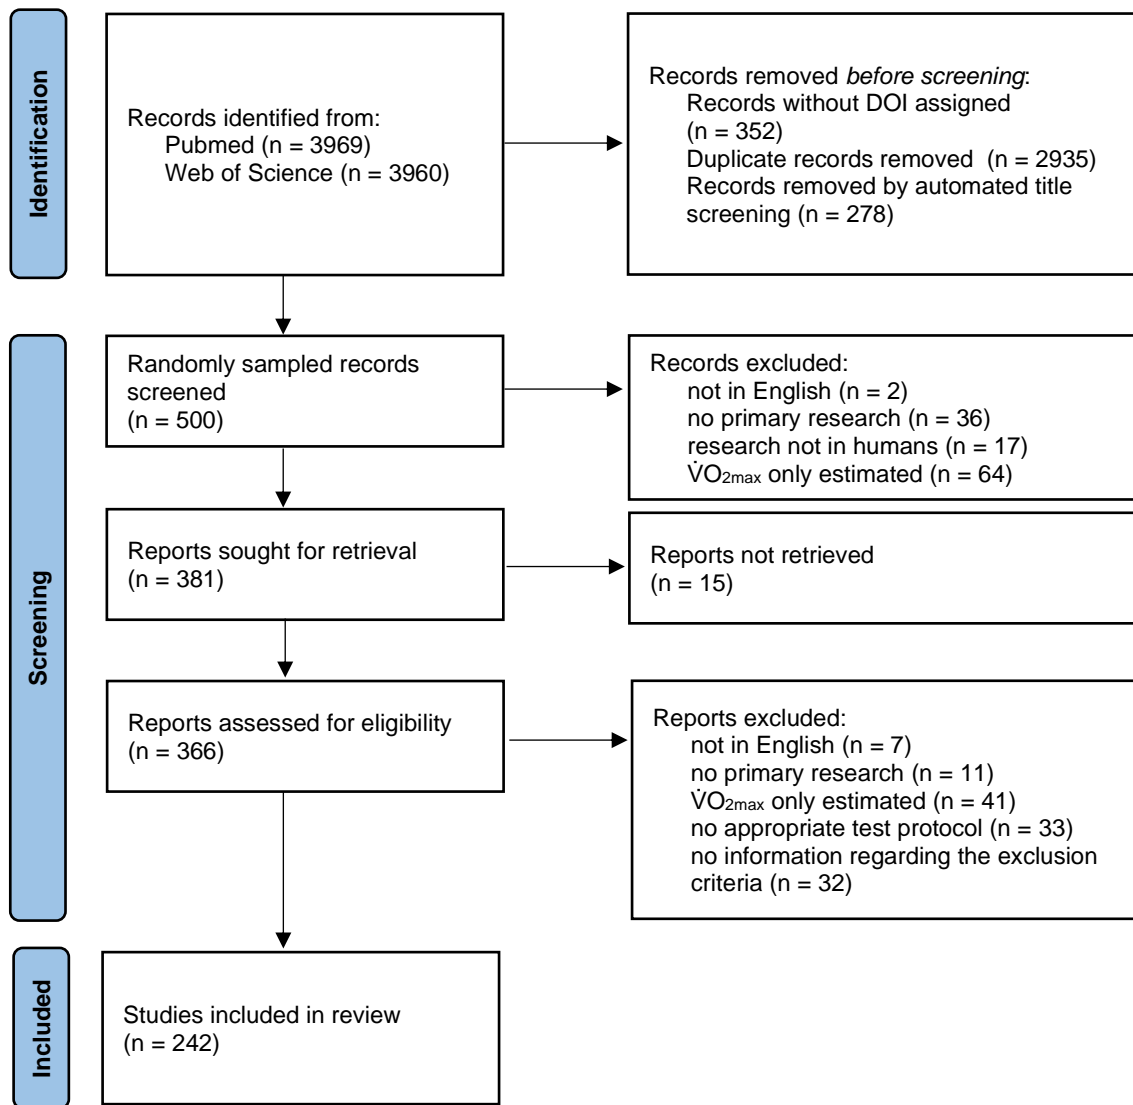 Identification
Records identified from:
Pubmed (n = 3969)
Web of Science (n = 3960)
Records removed before screening:
Records without DOI assigned
(n = 352)
Duplicate records removed  (n = 2935)
Records removed by automated title
screening (n = 278)
Screening
Randomly sampled records
screened
(n = 500)
Records excluded:
not in English (n = 2)
no primary research (n = 36)
research not in humans (n = 17)
V̇O2max only estimated (n = 64)
Reports sought for retrieval
(n = 381)
Reports not retrieved
(n = 15)
Reports assessed for eligibility
(n = 366)
Reports excluded:
not in English (n = 7)
no primary research (n = 11)
V̇O2max only estimated (n = 41)
no appropriate test protocol (n = 33)
no information regarding the exclusion
criteria (n = 32)
Included
Studies included in review
(n = 242)